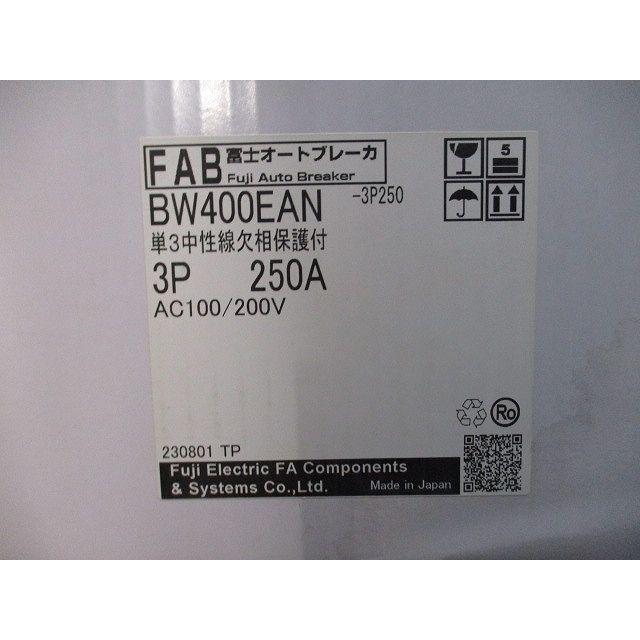 FAB 富士オートブレーカ
Fuji Auto Breaker
5
BW400EAN -3P250
単3中性線欠相保護付
3P 250A
AC100/200V
Ro
230801 TP
Fuji Electric FA Components
& Systems Co.,Ltd. Made in Japan